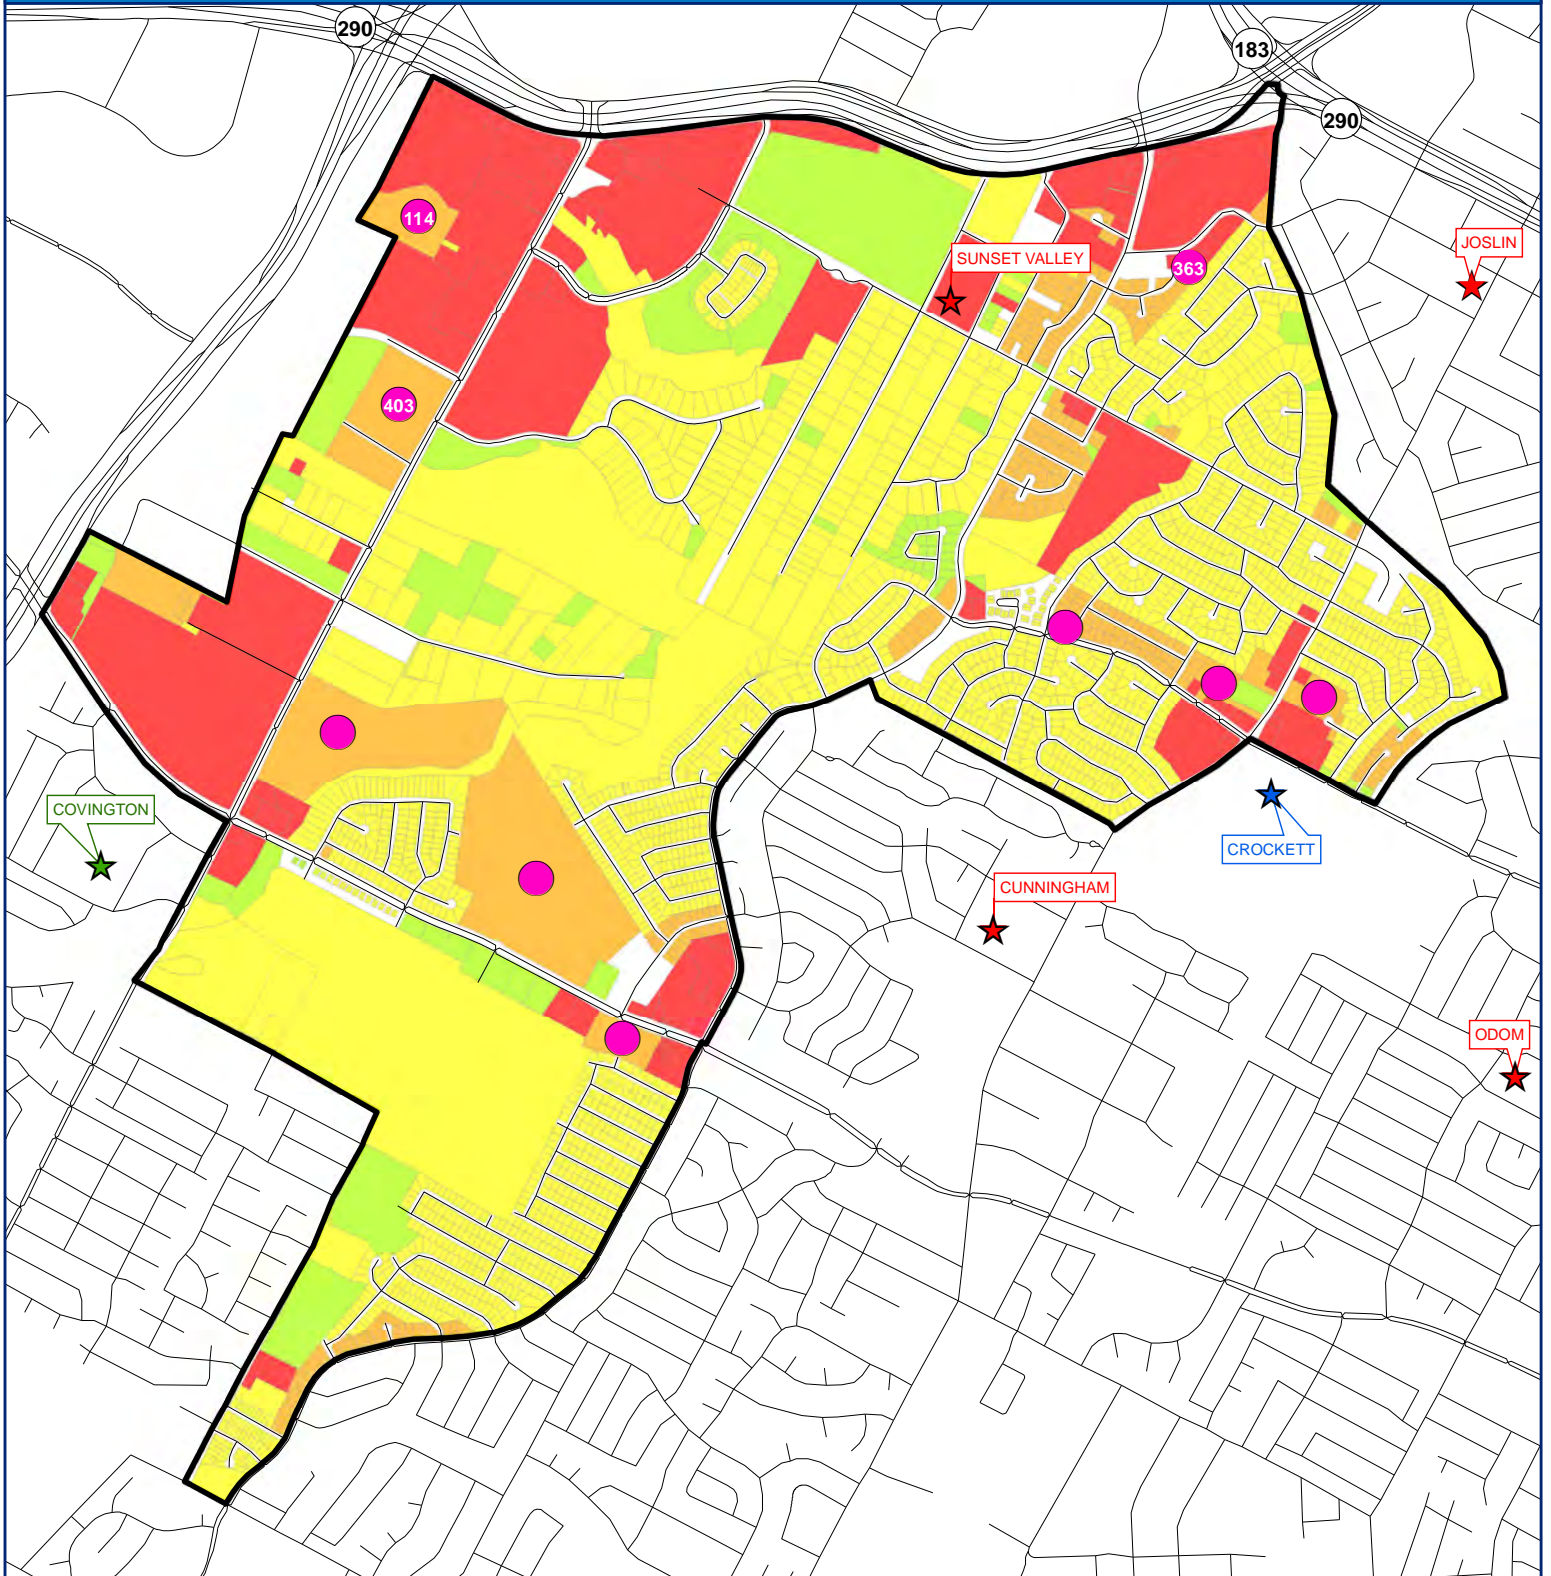 290
183
290
114
363
JOSLIN
SUNSET VALLEY
403
COVINGTON
CROCKETT
CUNNINGHAM
ODOM